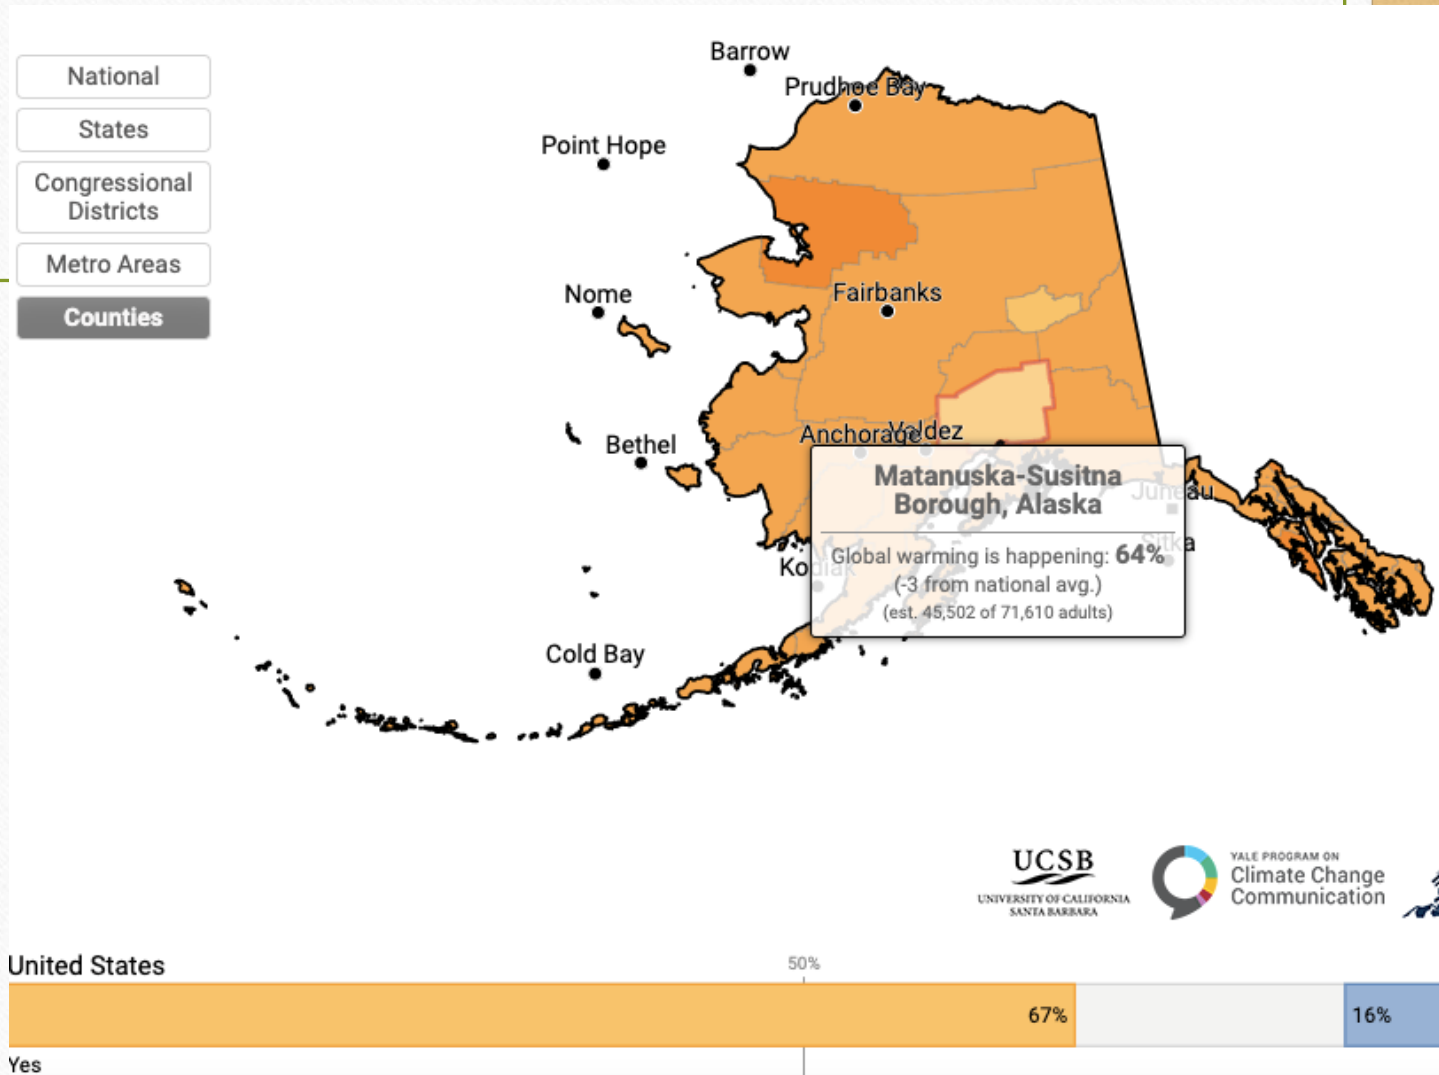 National
States
Congressional
Districts
Metro Areas
Counties
Barrow
Prudhoe Bay
Point Hope
Nome
Fairbanks
Bethel
Anchorage
Valdez
Matanuska-Susitna
Borough, Alaska
Global warming is happening: 64%
(-3 from national avg.)
(est. 45,502 of 71,610 adults)
Juneau
Sitka
Kodiak
Cold Bay
UCSB
UNIVERSITY OF CALIFORNIA
SANTA BARBARA
YALE PROGRAM ON
Climate Change
Communication
United States
50%
67%
16%
Yes